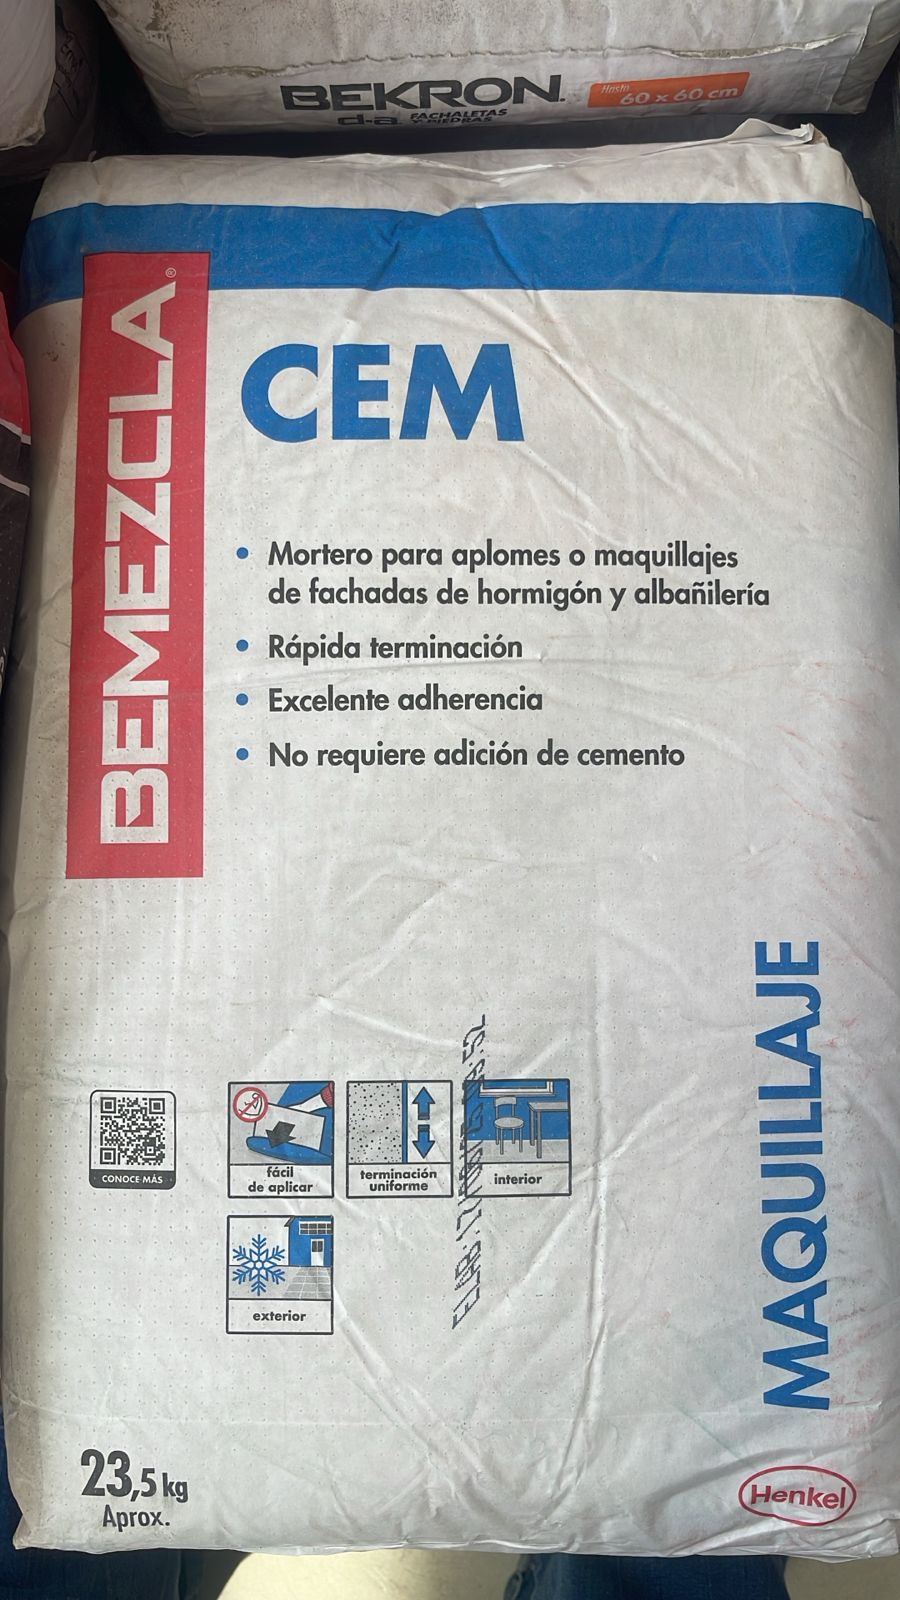 BEKRON®
d-a FACHALETAS
Y PIEDRAS
Hasta
60 x 60 cm
BEMEZCLA®
CEM
• Mortero para aplomes o maquillajes
de fachadas de hormigón y albañilería
• Rápida terminación
• Excelente adherencia
• No requiere adición de cemento
MAQUILLAJE
CONOCE MÁS
fácil
de aplicar
terminación
uniforme
interior
exterior
23,5 kg
Aprox.
Henkel